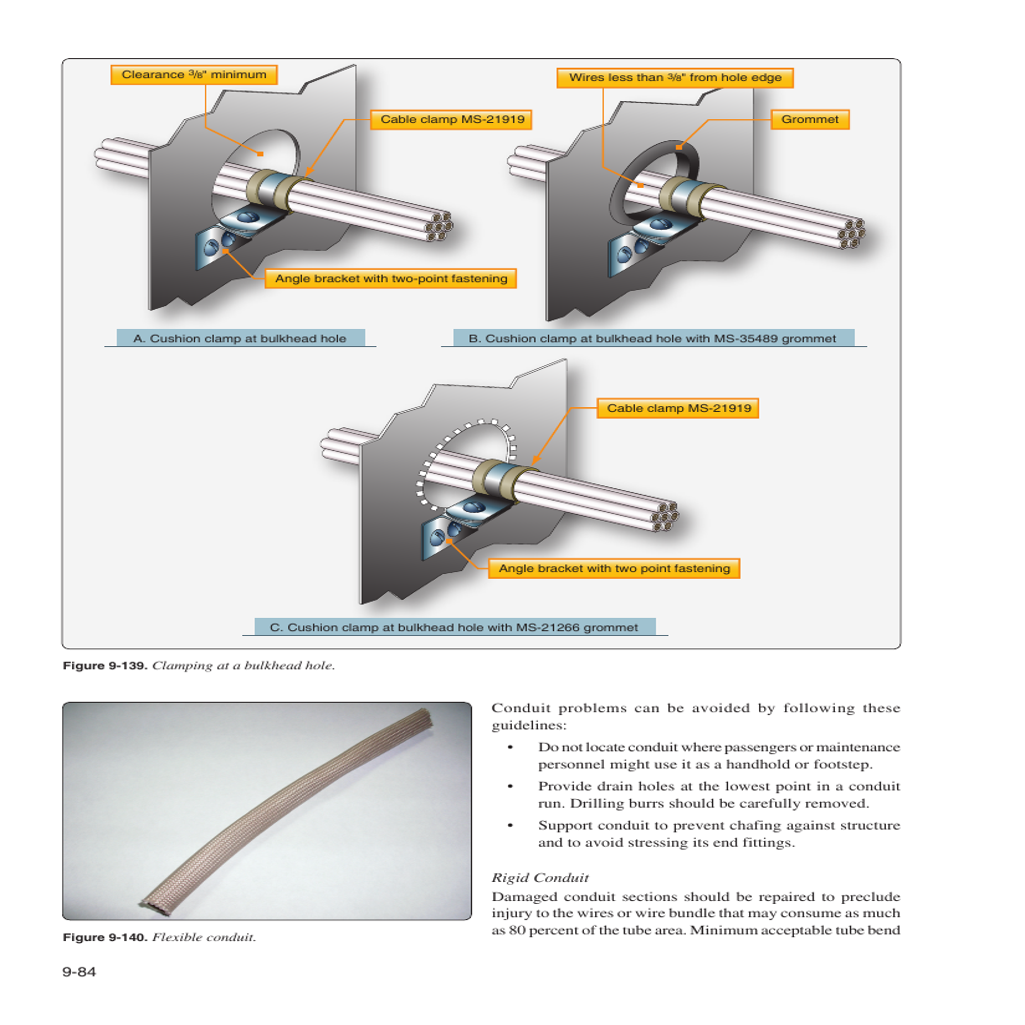 Clearance 3/8" minimum
Wires less than 3/8" from hole edge
Cable clamp MS-21919
Grommet
Angle bracket with two-point fastening
A. Cushion clamp at bulkhead hole
B. Cushion clamp at bulkhead hole with MS-35489 grommet
Cable clamp MS-21919
Angle bracket with two point fastening
C. Cushion clamp at bulkhead hole with MS-21266 grommet
Figure 9-139. Clamping at a bulkhead hole.
Figure 9-140. Flexible conduit.
Conduit problems can be avoided by following these
guidelines:
• Do not locate conduit where passengers or maintenance
personnel might use it as a handhold or footstep.
• Provide drain holes at the lowest point in a conduit
run. Drilling burrs should be carefully removed.
• Support conduit to prevent chafing against structure
and to avoid stressing its end fittings.
Rigid Conduit
Damaged conduit sections should be repaired to preclude
injury to the wires or wire bundle that may consume as much
as 80 percent of the tube area. Minimum acceptable tube bend
9-84